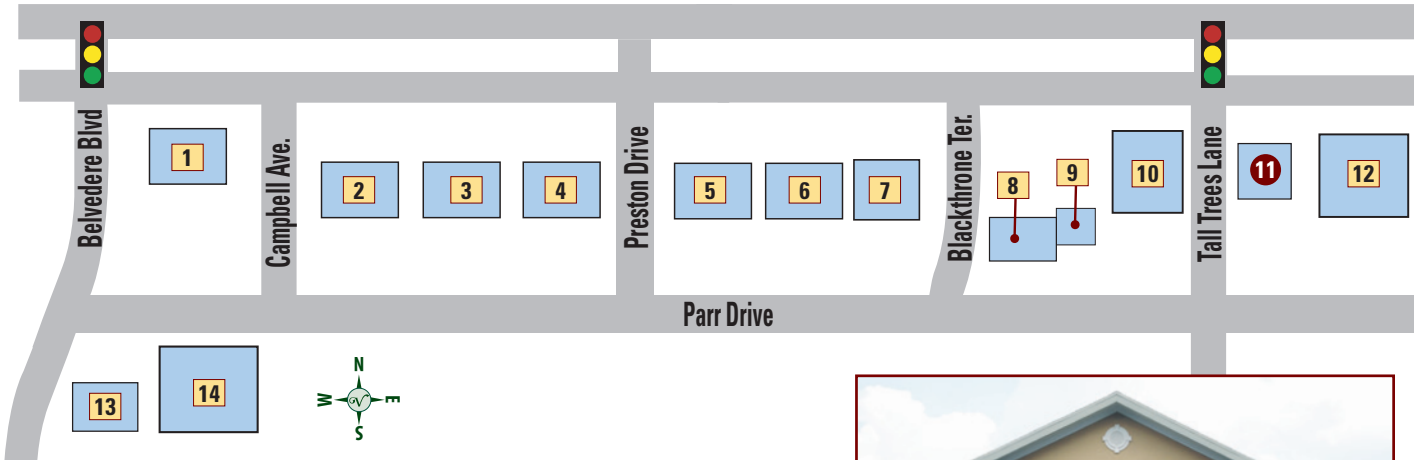 Belvedere Blvd
Campbell Ave.
Preston Drive
Blackthrone Ter.
Tall Trees Lane
1
2
3
4
5
6
7
8
9
10
11
12
Parr Drive
13
14
N
W
E
S
V